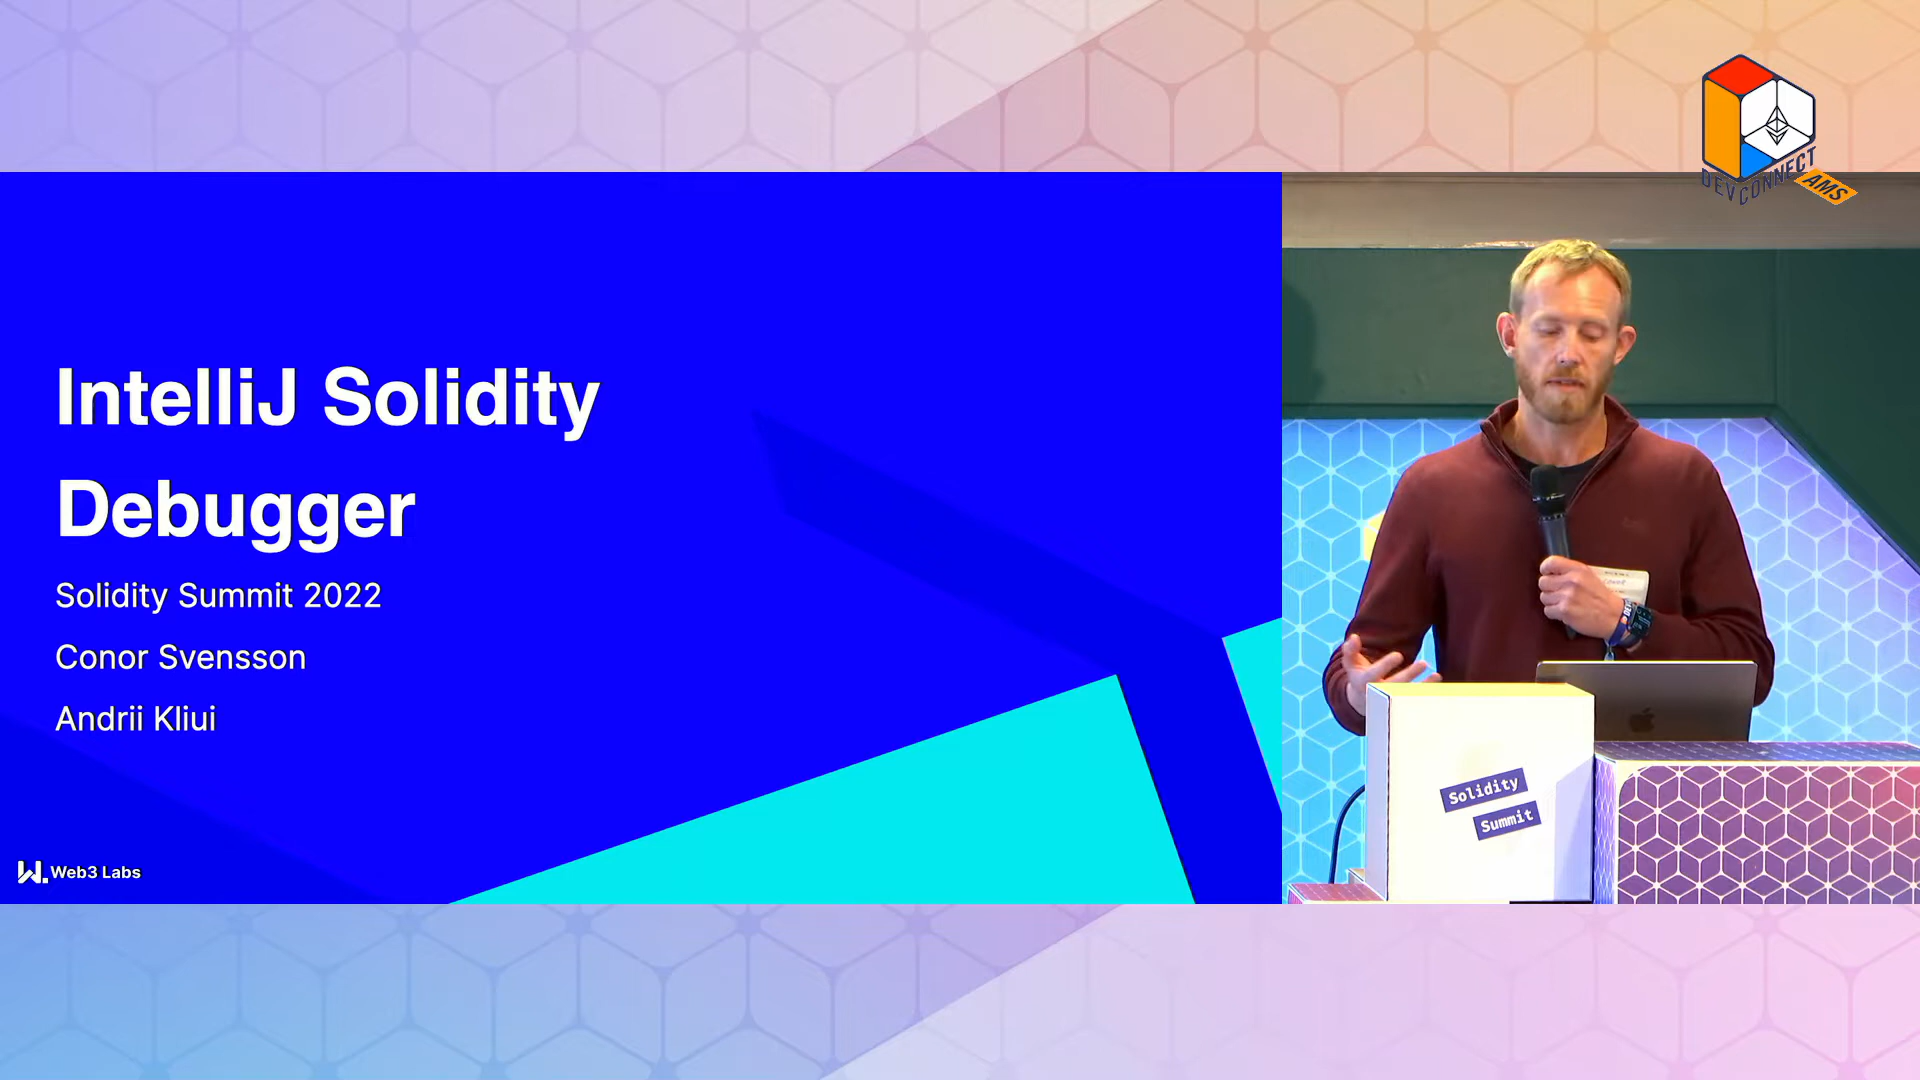 DEVCONNECT
AMS
IntelliJ Solidity
Debugger
Solidity Summit 2022
Conor Svensson
Andrii Kliui
Web3 Labs
Solidity
Summit